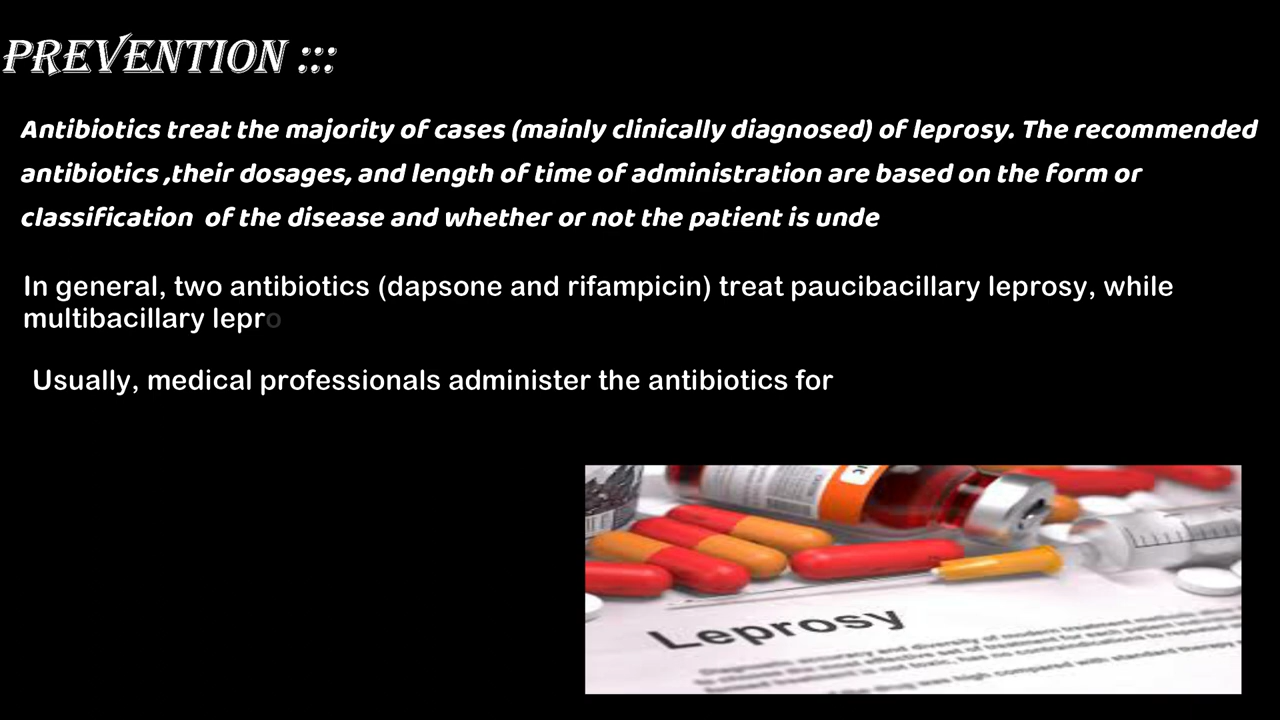 PREVENTION :::
Antibiotics treat the majority of cases (mainly clinically diagnosed) of leprosy. The recommended
antibiotics ,their dosages, and length of time of administration are based on the form or
classification of the disease and whether or not the patient is unde
In general, two antibiotics (dapsone and rifampicin) treat paucibacillary leprosy, while
multibacillary lepro
Usually, medical professionals administer the antibiotics for
Leprosy